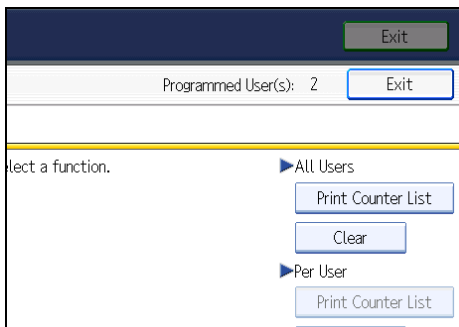 Exit
Programmed User(s): 2 Exit
lect a function.
▶All Users
Print Counter List
Clear
▶Per User
Print Counter List